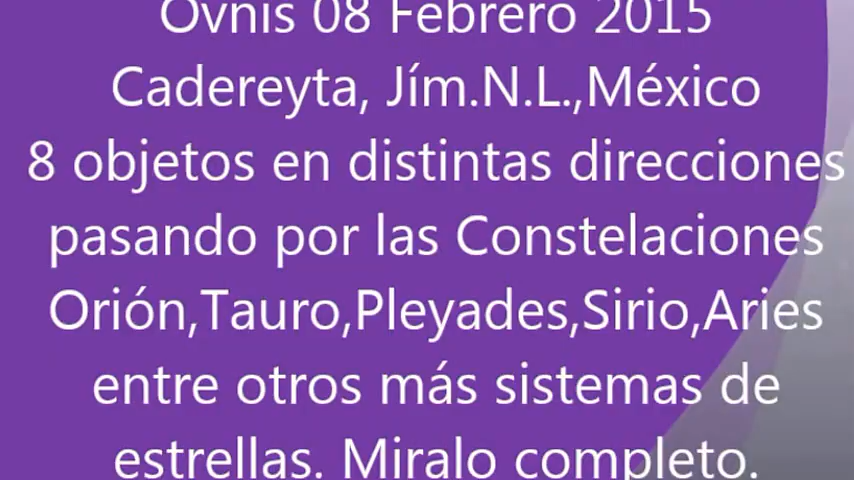 Ovnis 08 Febrero 2015
Cadereyta, Jím.N.L.,México
8 objetos en distintas direcciones
pasando por las Constelaciones
Orión,Tauro,Pleyades,Sirio,Aries
entre otros más sistemas de
estrellas. Miralo completo.